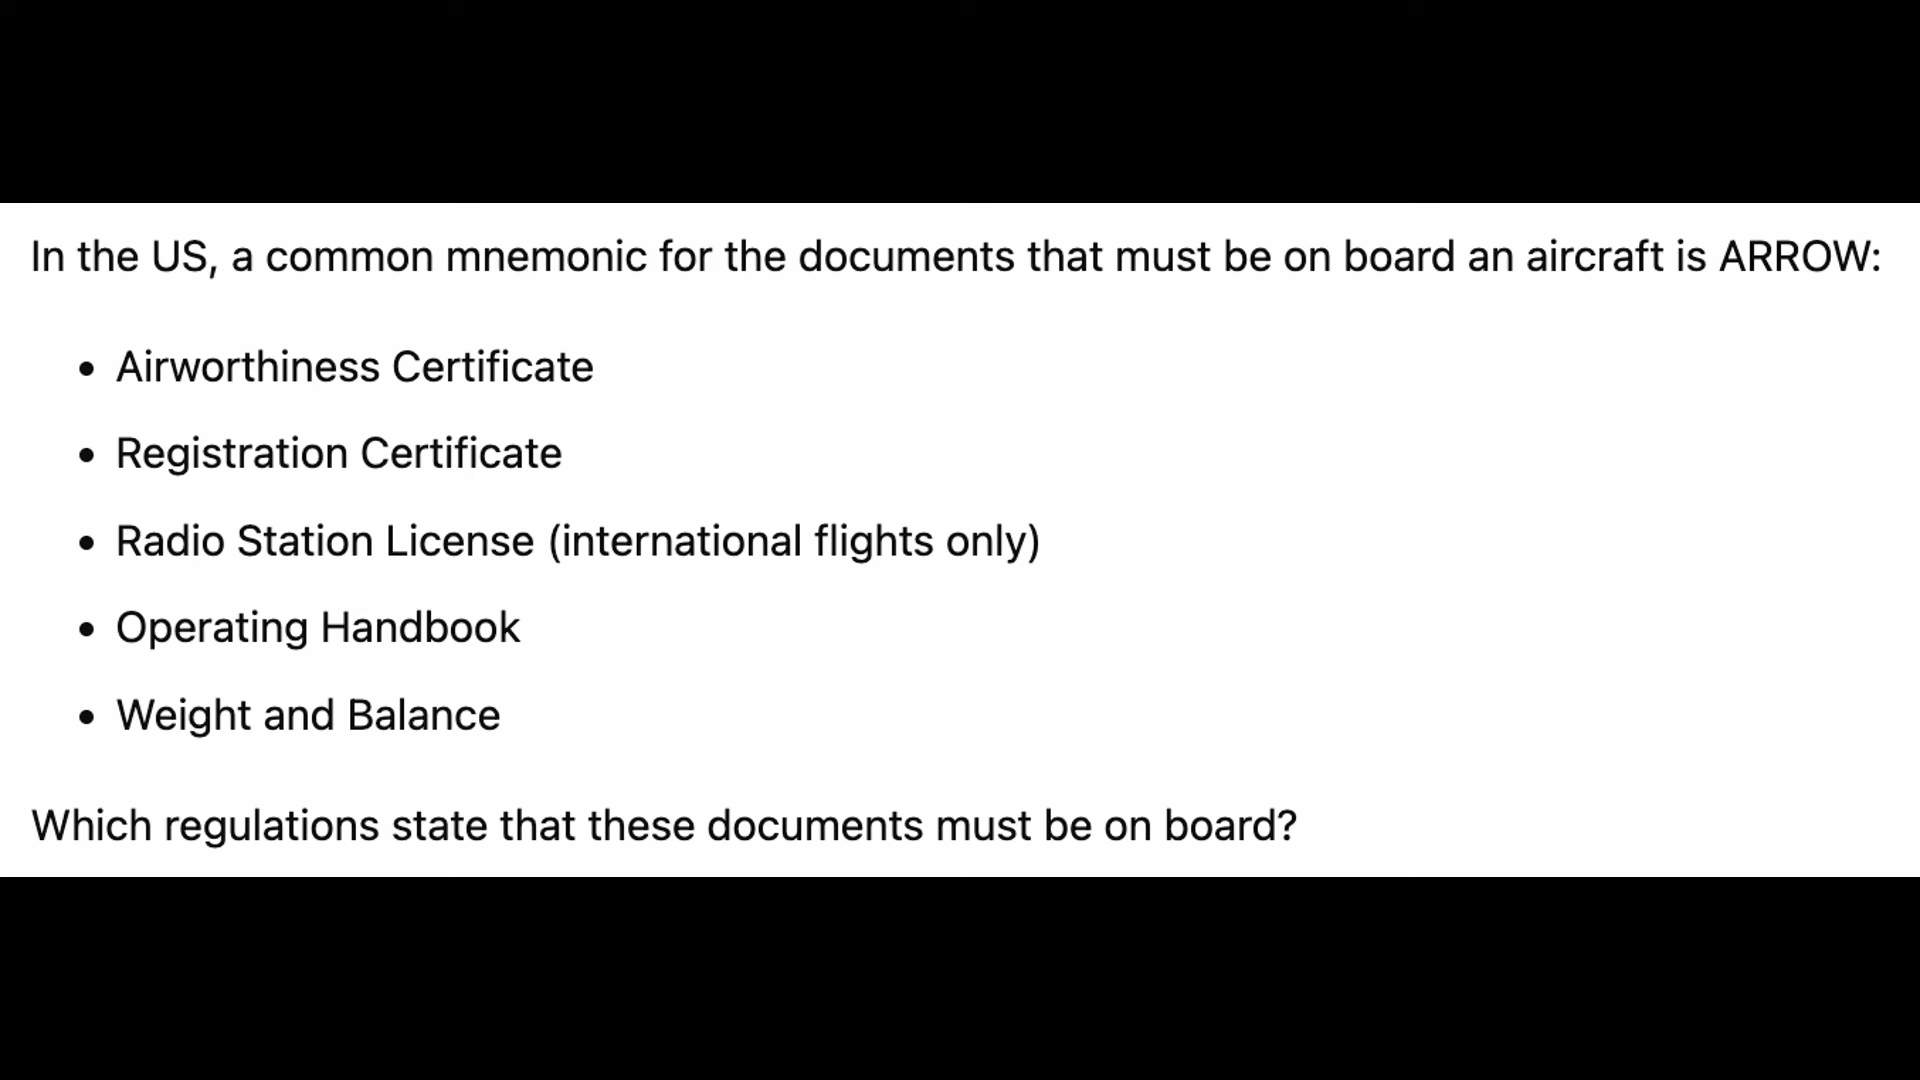 In the US, a common mnemonic for the documents that must be on board an aircraft is ARROW:
• Airworthiness Certificate
• Registration Certificate
• Radio Station License (international flights only)
• Operating Handbook
• Weight and Balance
Which regulations state that these documents must be on board?